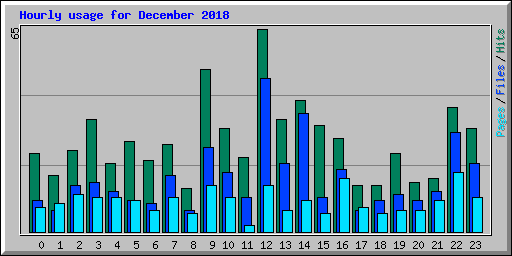 Hourly usage for December 2018
65
Pages / Files / Hits
0 1 2 3 4 5 6 7 8 9 10 11 12 13 14 15 16 17 18 19 20 21 22 23